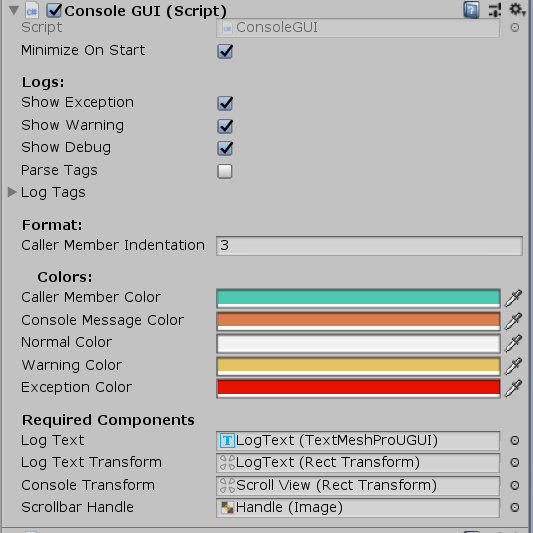 Console GUI (Script)
Script ConsoleGUI
Minimize On Start
Logs:
Show Exception
Show Warning
Show Debug
Parse Tags
Log Tags
Format:
Caller Member Indentation 3
Colors:
Caller Member Color
Console Message Color
Normal Color
Warning Color
Exception Color
Required Components
Log Text T LogText (TextMeshProUGUI)
Log Text Transform LogText (Rect Transform)
Console Transform Scroll View (Rect Transform)
Scrollbar Handle Handle (Image)